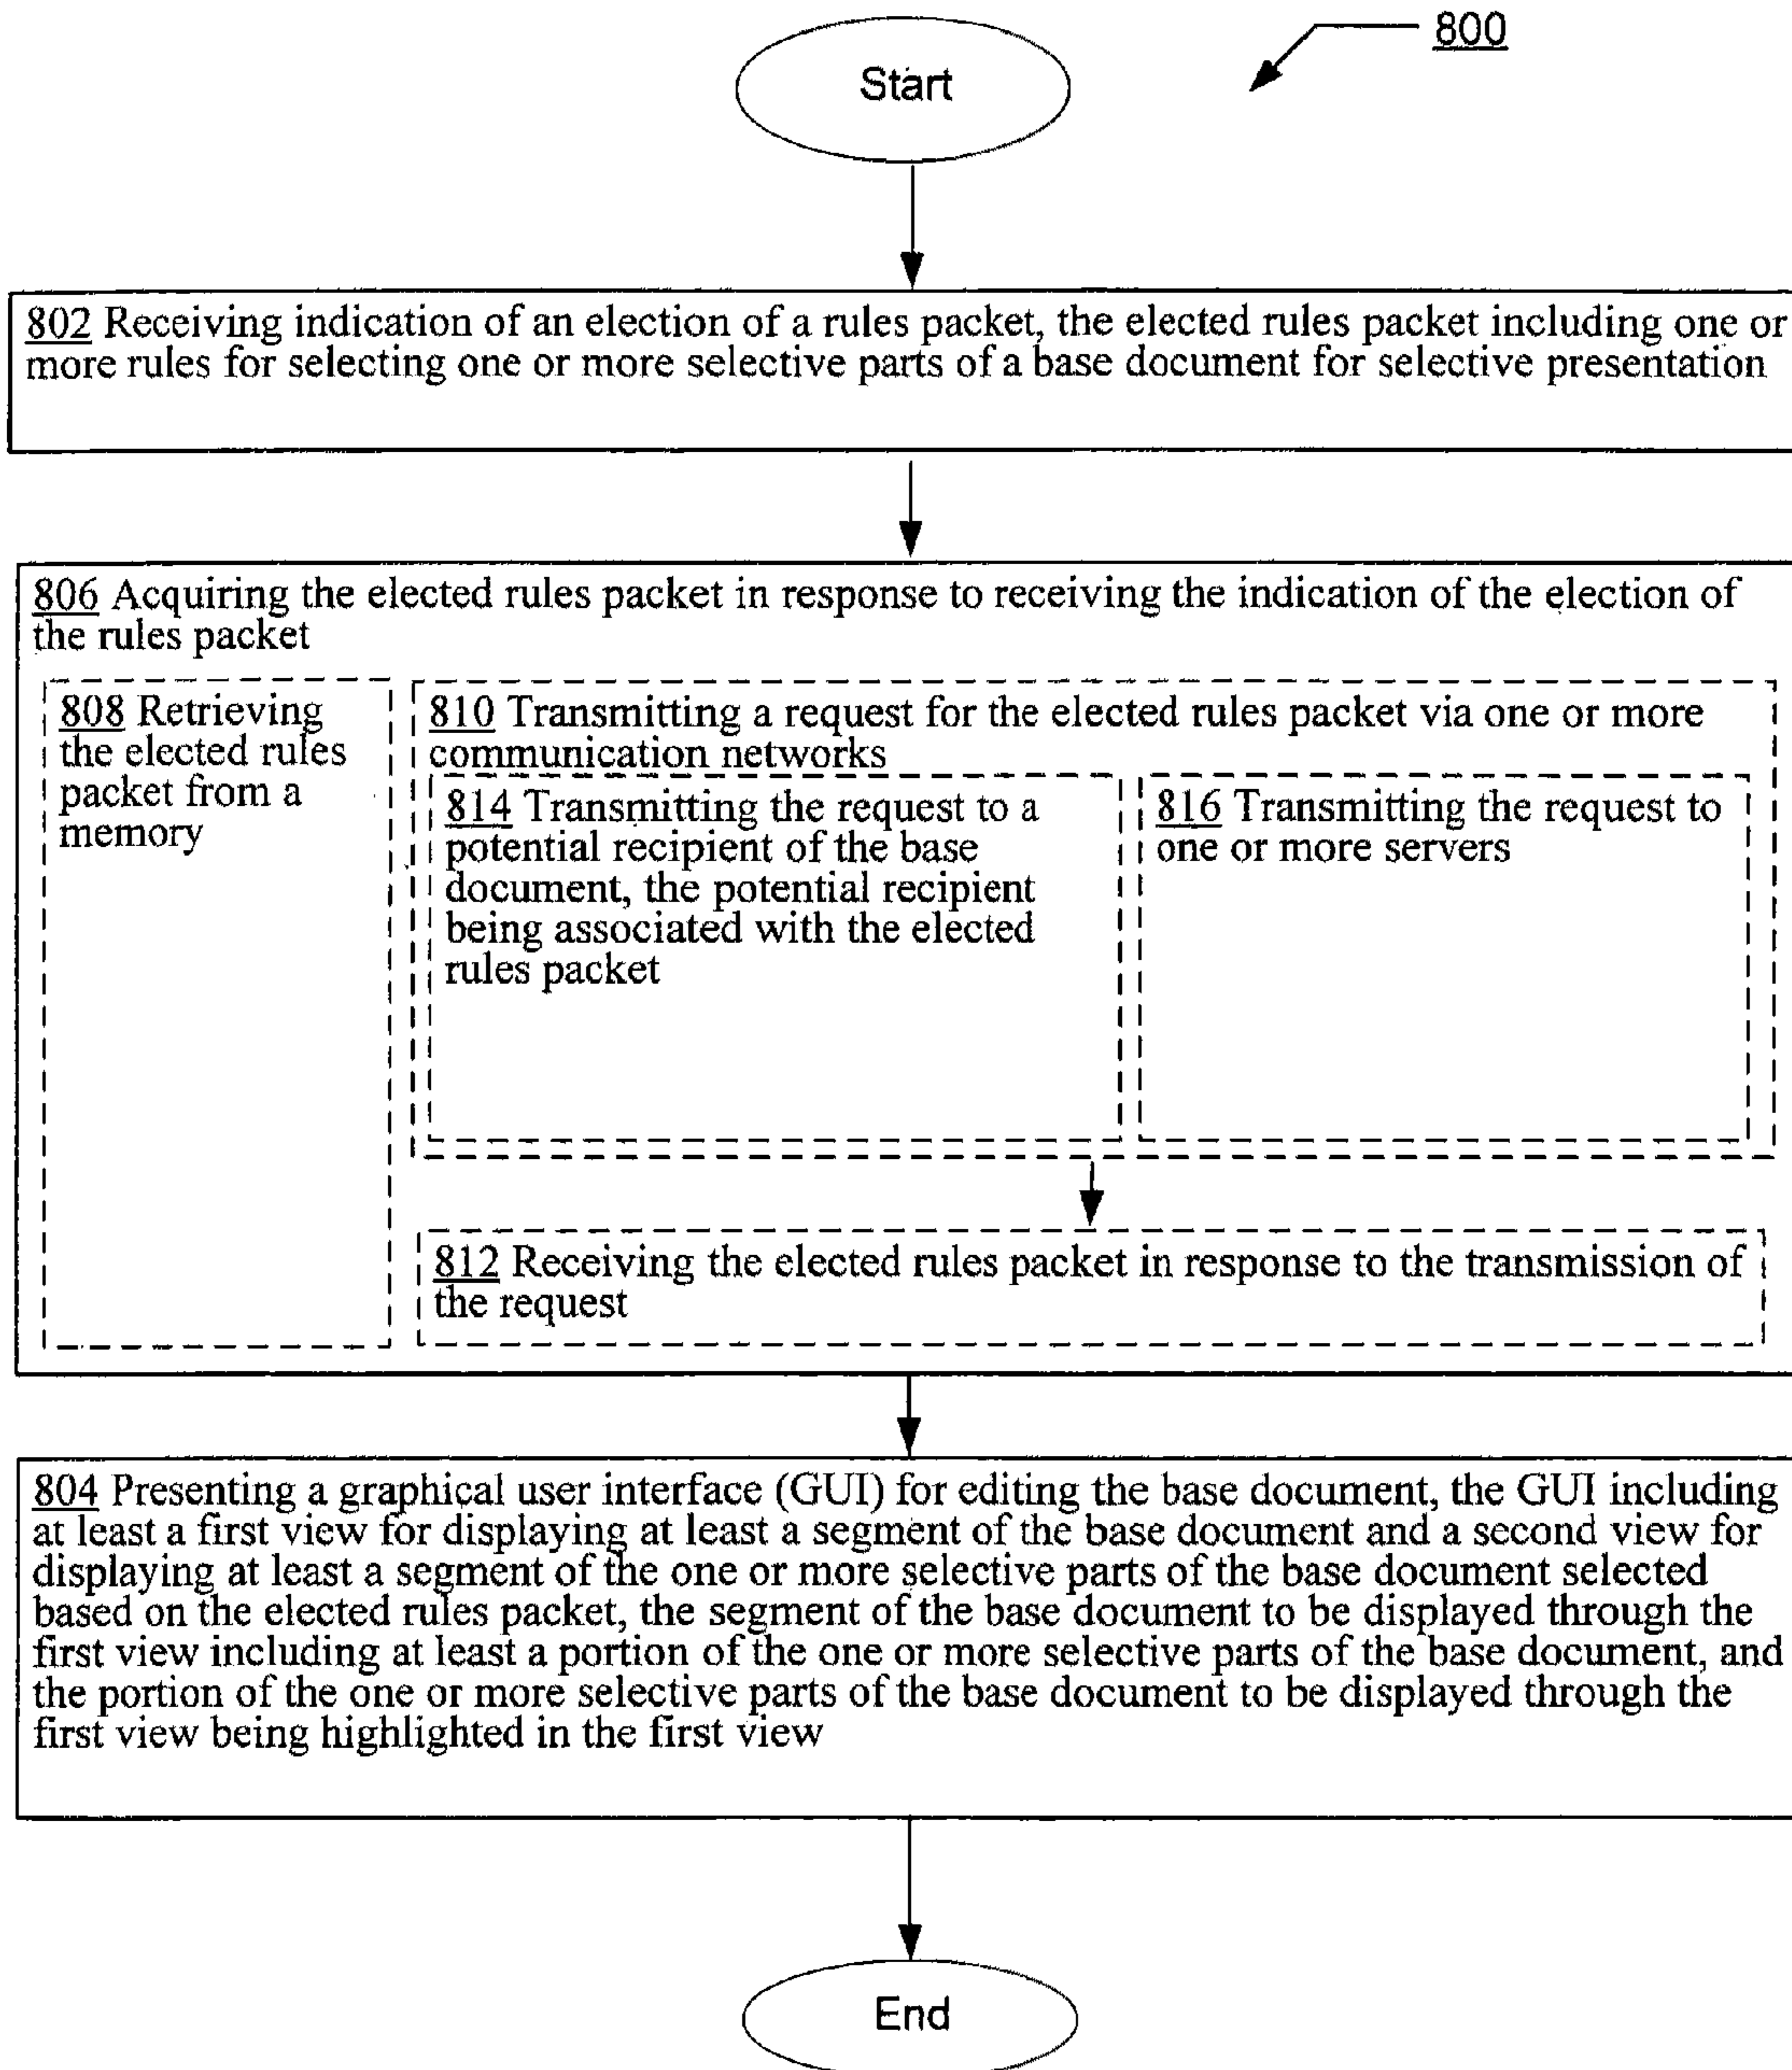 800
Start
802 Receiving indication of an election of a rules packet, the elected rules packet including one or
more rules for selecting one or more selective parts of a base document for selective presentation
806 Acquiring the elected rules packet in response to receiving the indication of the election of
the rules packet
808 Retrieving
the elected rules
packet from a
memory
810 Transmitting a request for the elected rules packet via one or more
communication networks
814 Transmitting the request to a
potential recipient of the base
document, the potential recipient
being associated with the elected
rules packet
816 Transmitting the request to
one or more servers
812 Receiving the elected rules packet in response to the transmission of
the request
804 Presenting a graphical user interface (GUI) for editing the base document, the GUI including
at least a first view for displaying at least a segment of the base document and a second view for
displaying at least a segment of the one or more selective parts of the base document selected
based on the elected rules packet, the segment of the base document to be displayed through the
first view including at least a portion of the one or more selective parts of the base document, and
the portion of the one or more selective parts of the base document to be displayed through the
first view being highlighted in the first view
End